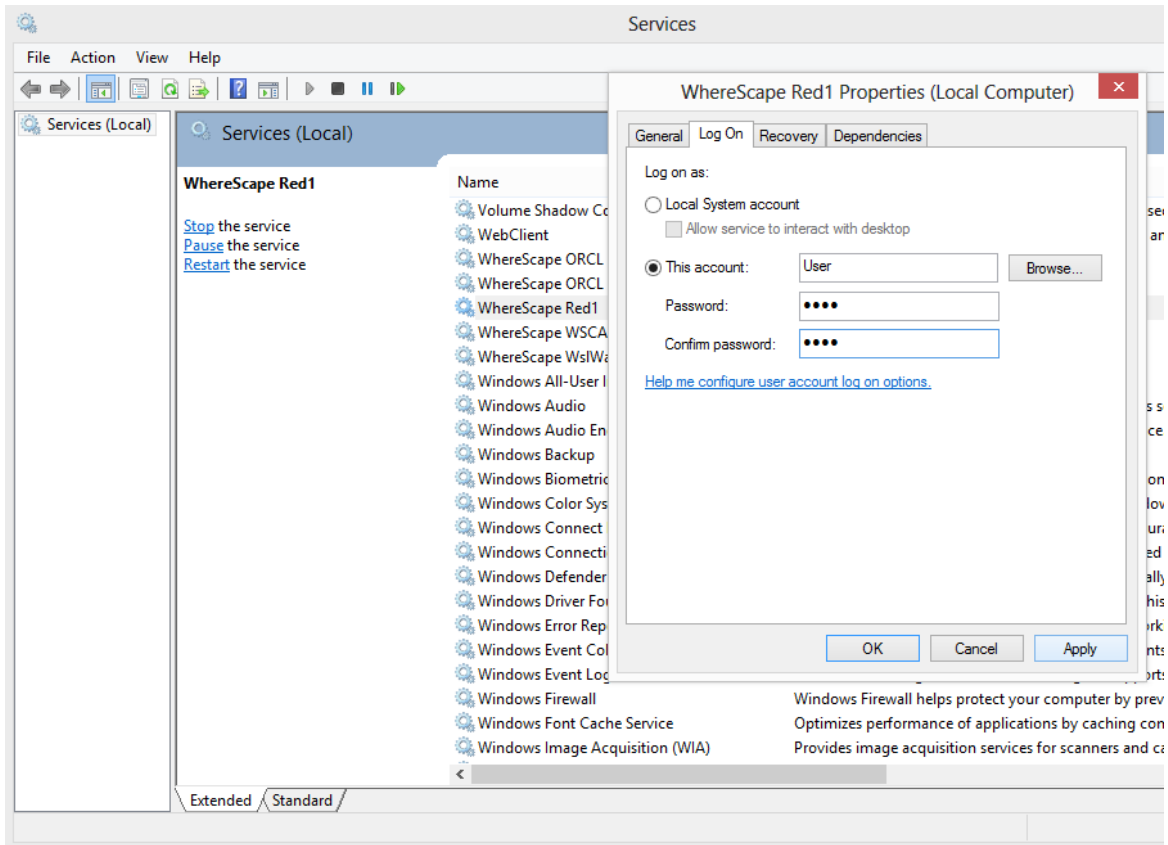 Services
File Action View Help
Services (Local)
Services (Local)
WhereScape Red1
Stop the service
Pause the service
Restart the service
Name
Volume Shadow Co
WebClient
WhereScape ORCL
WhereScape ORCL
WhereScape Red1
WhereScape WSCA
WhereScape WslWa
Windows All-User I
Windows Audio
Windows Audio En
Windows Backup
Windows Biometric
Windows Color Sys
Windows Connect
Windows Connecti
Windows Defender
Windows Driver Fou
Windows Error Rep
Windows Event Col
Windows Event Log
Windows Firewall Windows Firewall helps protect your computer by prev
Windows Font Cache Service Optimizes performance of applications by caching con
Windows Image Acquisition (WIA) Provides image acquisition services for scanners and ca
Extended Standard
WhereScape Red1 Properties (Local Computer)
General Log On Recovery Dependencies
Log on as:
Local System account
Allow service to interact with desktop
This account: User Browse...
Password: ••••
Confirm password: ••••
Help me configure user account log on options.
OK Cancel Apply